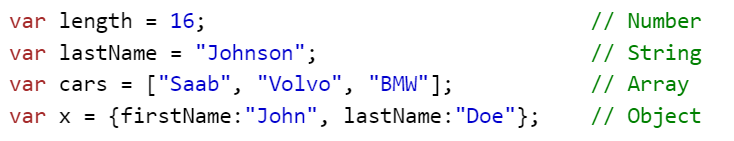 var length = 16; // Number
var lastName = "Johnson"; // String
var cars = ["Saab", "Volvo", "BMW"]; // Array
var x = {firstName:"John", lastName:"Doe"}; // Object